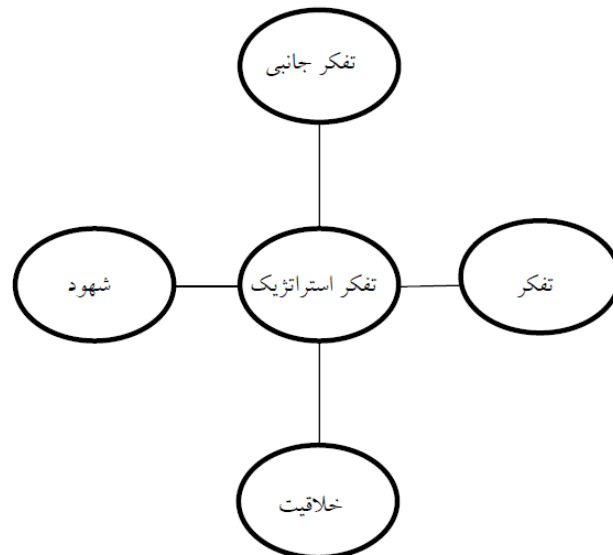 تفکر جانبی
تفکر
تفکر استراتژیک
شهود
خلاقیت